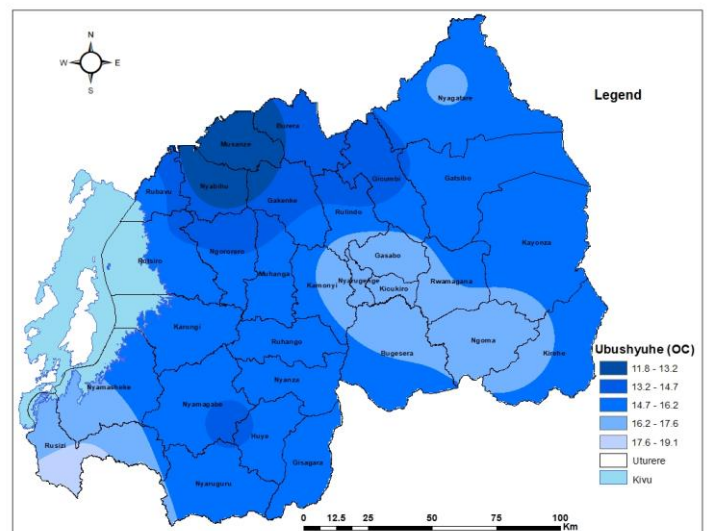 N
W E
S
Legend
Nyagatare
Burera
Musanze
Nyabihu
Gicumbi
Gatsibo
Rubavu
Gakenke
Rulindo
Kayonza
Ngororero
Gasabo
Rutsiro
Muhanga
Kamonyi
Nyarugenge
Rwamagana
Kicukiro
Karongi
Ruhango
Bugesera
Ngoma
Kirehe
Nyanza
Nyamasheke
Nyamagabe
Huye
Rusizi
Gisagara
Nyaruguru
Ubushyuhe (OC)
11.8 - 13.2
13.2 - 14.7
14.7 - 16.2
16.2 - 17.6
17.6 - 19.1
Uturere
Kivu
0 12.5 25 50 75 100
Km